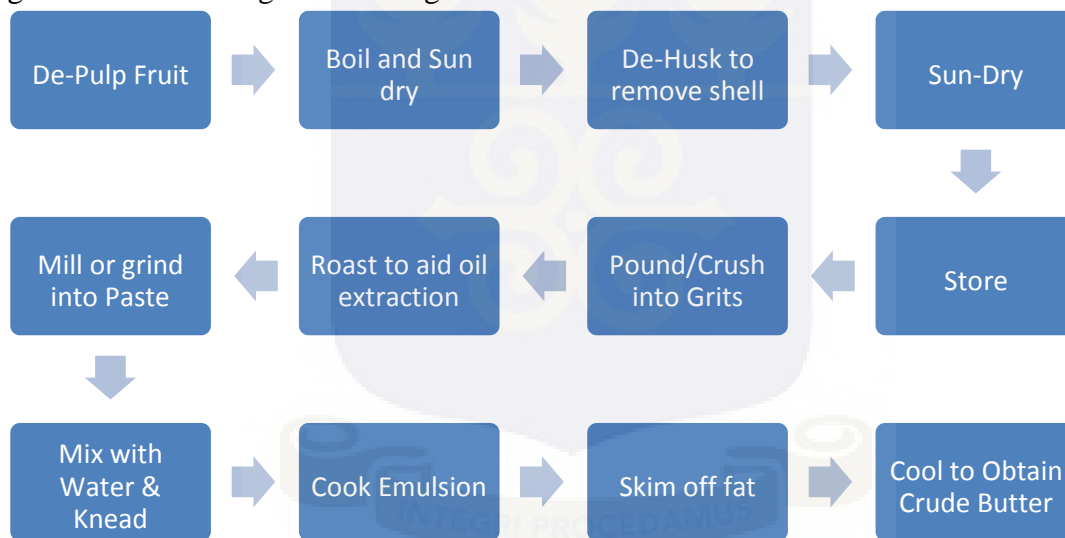 De-Pulp Fruit
Boil and Sun
dry
De-Husk to
remove shell
Sun-Dry
Store
Pound/Crush
into Grits
Roast to aid oil
extraction
Mill or grind
into Paste
Mix with
Water &
Knead
Cook Emulsion
Skim off fat
Cool to Obtain
Crude Butter
INTEGRI PROCEDAMUS